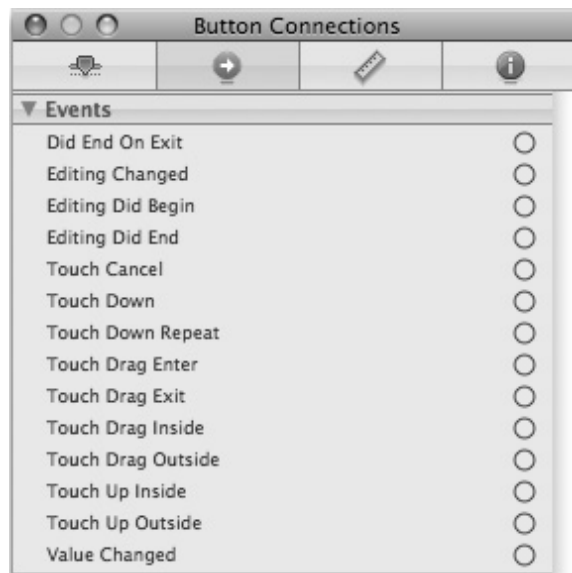 Button Connections
Events
Did End On Exit
Editing Changed
Editing Did Begin
Editing Did End
Touch Cancel
Touch Down
Touch Down Repeat
Touch Drag Enter
Touch Drag Exit
Touch Drag Inside
Touch Drag Outside
Touch Up Inside
Touch Up Outside
Value Changed